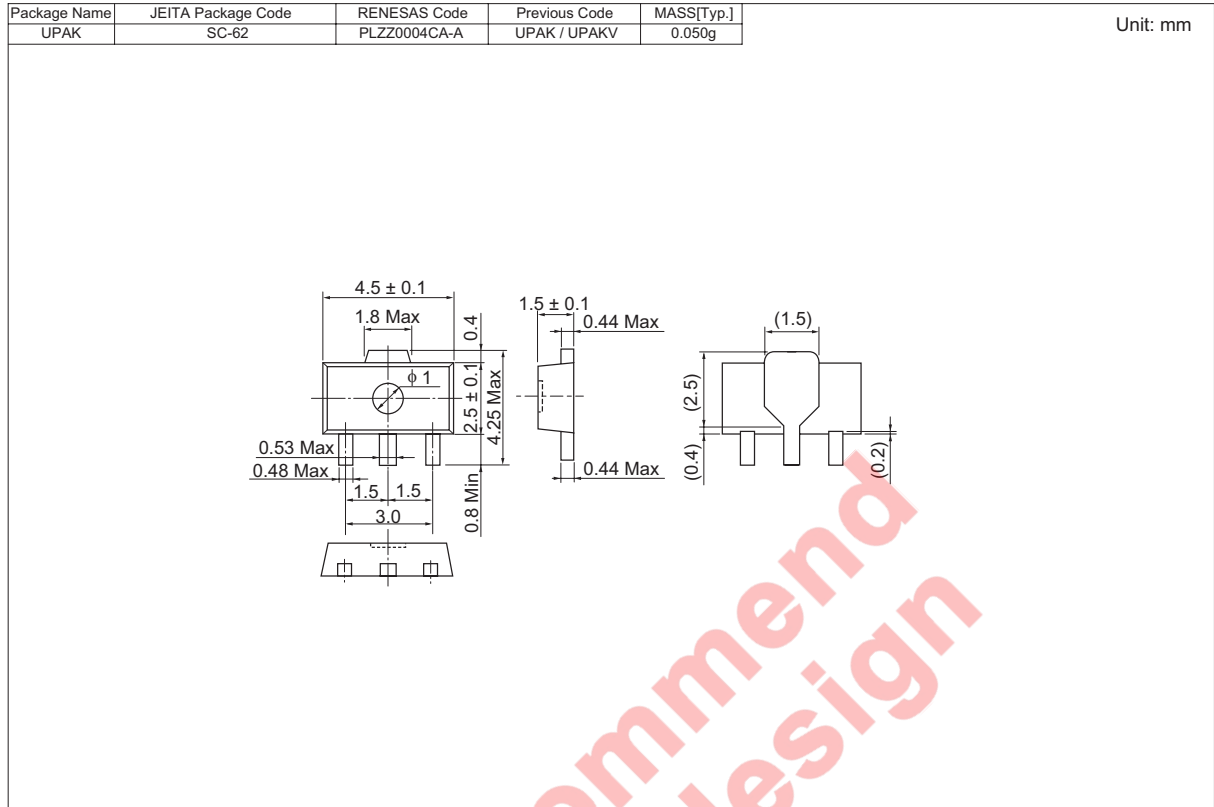 Package Name JEITA Package Code RENESAS Code Previous Code MASS[Typ.]
UPAK SC-62 PLZZ0004CA-A UPAK / UPAKV 0.050g
Unit: mm
4.5 ± 0.1
1.8 Max
0.4
ϕ 1
2.5 ± 0.1
4.25 Max
0.53 Max
0.48 Max
1.5 1.5
3.0
0.8 Min
1.5 ± 0.1
0.44 Max
0.44 Max
(1.5)
(2.5)
(0.4)
(0.2)
ommend
design